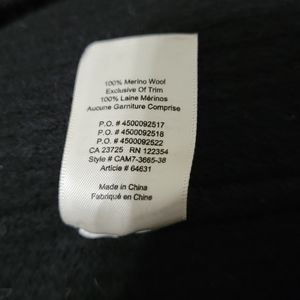 100% Merino Wool
Exclusive Of Trim
100% Laine Mérinos
Aucune Garniture Comprise
P.O. # 4500092517
P.O. # 4500092518
P.O. # 4500092522
CA 23725 RN 122354
Style # CAM7-3665-38
Article # 64631
Made in China
Fabriqué en Chine